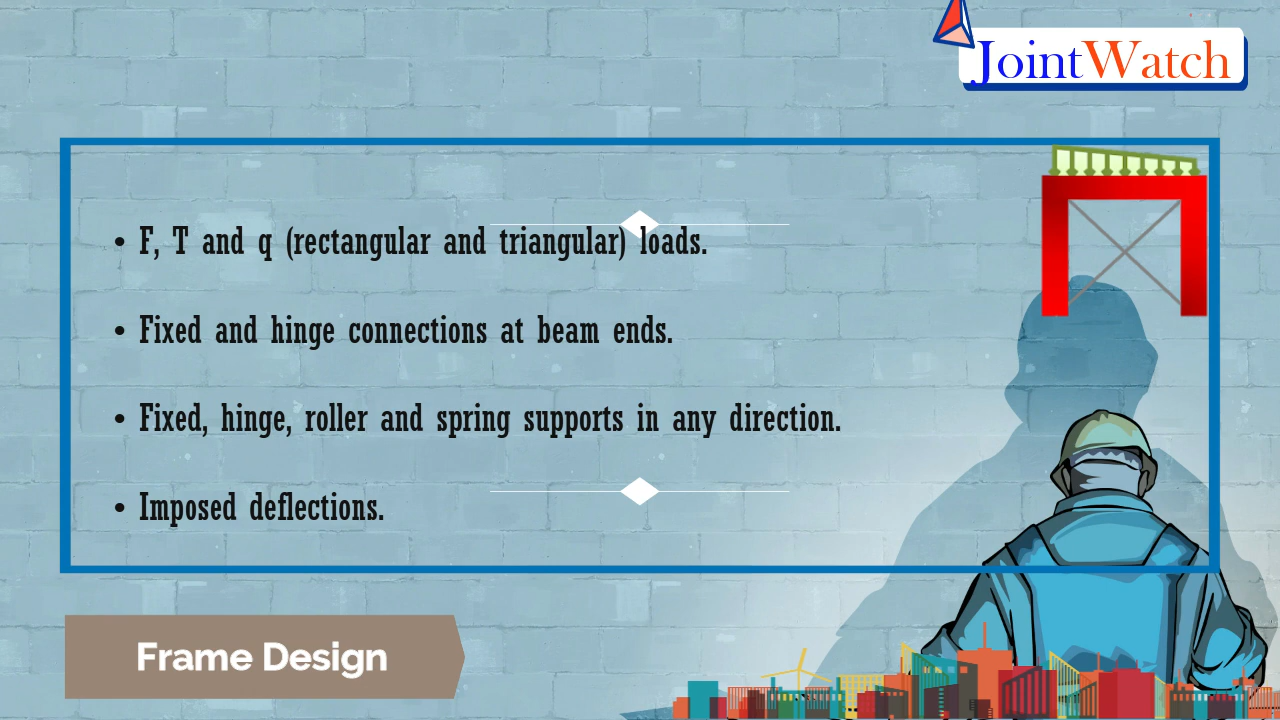 JointWatch
• F, T and q (rectangular and triangular) loads.
• Fixed and hinge connections at beam ends.
• Fixed, hinge, roller and spring supports in any direction.
• Imposed deflections.
Frame Design